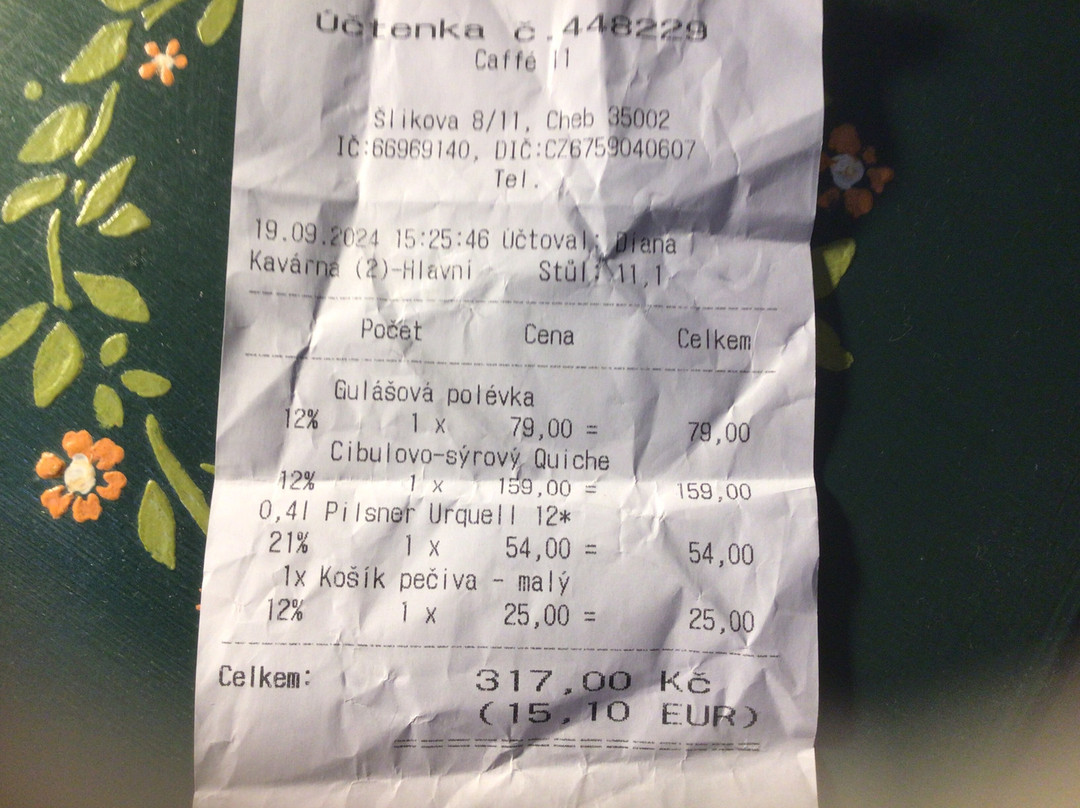 Účtenka č.448229
Caffé 11
Šlikova 8/11, Cheb 35002
IČ:66969140, DIČ:CZ6759040607
Tel.
19.09.2024 15:25:46 Účtoval: Diana
Kavárna (2)-Hlavní Stůl: 11,1
Počet Cena Celkem
Gulášová polévka
12% 1 x 79,00 = 79,00
Cibulovo-sýrový Quiche
12% 1 x 159,00 = 159,00
0,4l Pilsner Urquell 12*
21% 1 x 54,00 = 54,00
1x Košík pečiva - malý
12% 1 x 25,00 = 25,00
Celkem: 317,00 Kč
(15,10 EUR)